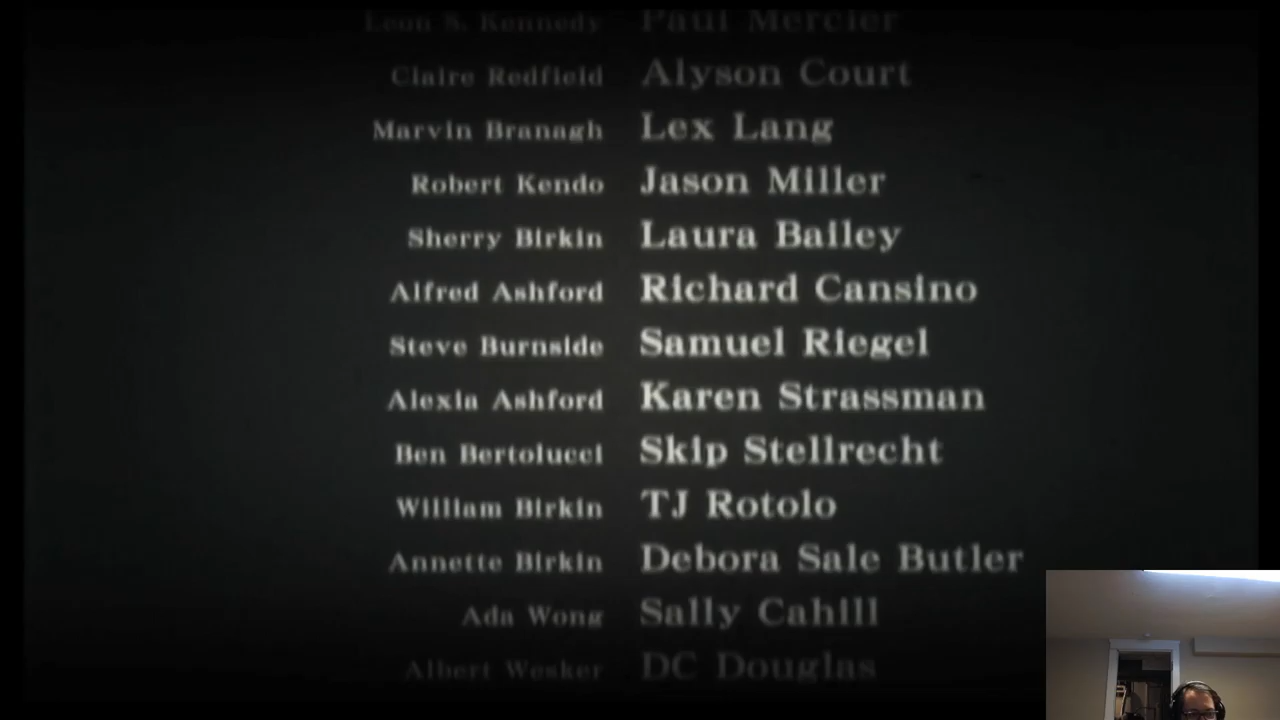 Leon S. Kennedy Paul Mercier
Claire Redfield Alyson Court
Marvin Branagh Lex Lang
Robert Kendo Jason Miller
Sherry Birkin Laura Bailey
Alfred Ashford Richard Cansino
Steve Burnside Samuel Riegel
Alexia Ashford Karen Strassman
Ben Bertolucci Skip Stellrecht
William Birkin TJ Rotolo
Annette Birkin Debora Sale Butler
Ada Wong Sally Cahill
Albert Wesker DC Douglas